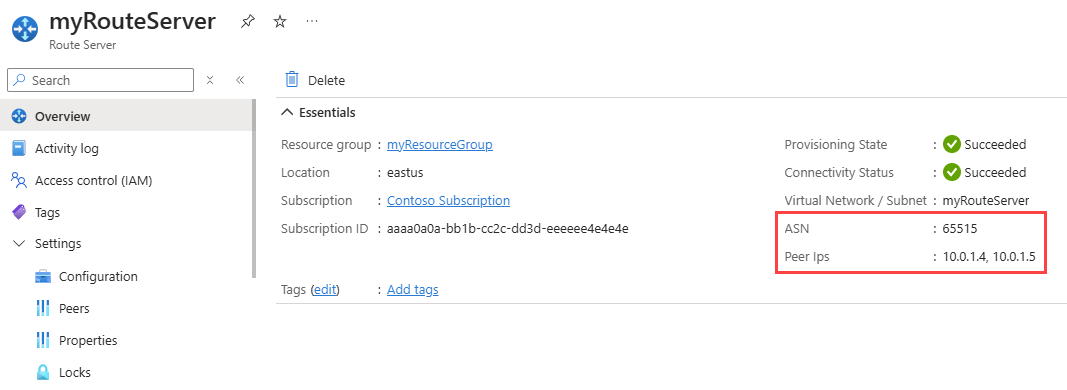 myRouteServer
Route Server
Search
Overview
Activity log
Access control (IAM)
Tags
Settings
Configuration
Peers
Properties
Locks
Delete
Essentials
Resource group : myResourceGroup
Location : eastus
Subscription : Contoso Subscription
Subscription ID : aaaa0a0a-bb1b-cc2c-dd3d-eeeeee4e4e4e
Provisioning State : Succeeded
Connectivity Status : Succeeded
Virtual Network / Subnet : myRouteServer
ASN : 65515
Peer Ips : 10.0.1.4, 10.0.1.5
Tags (edit) : Add tags